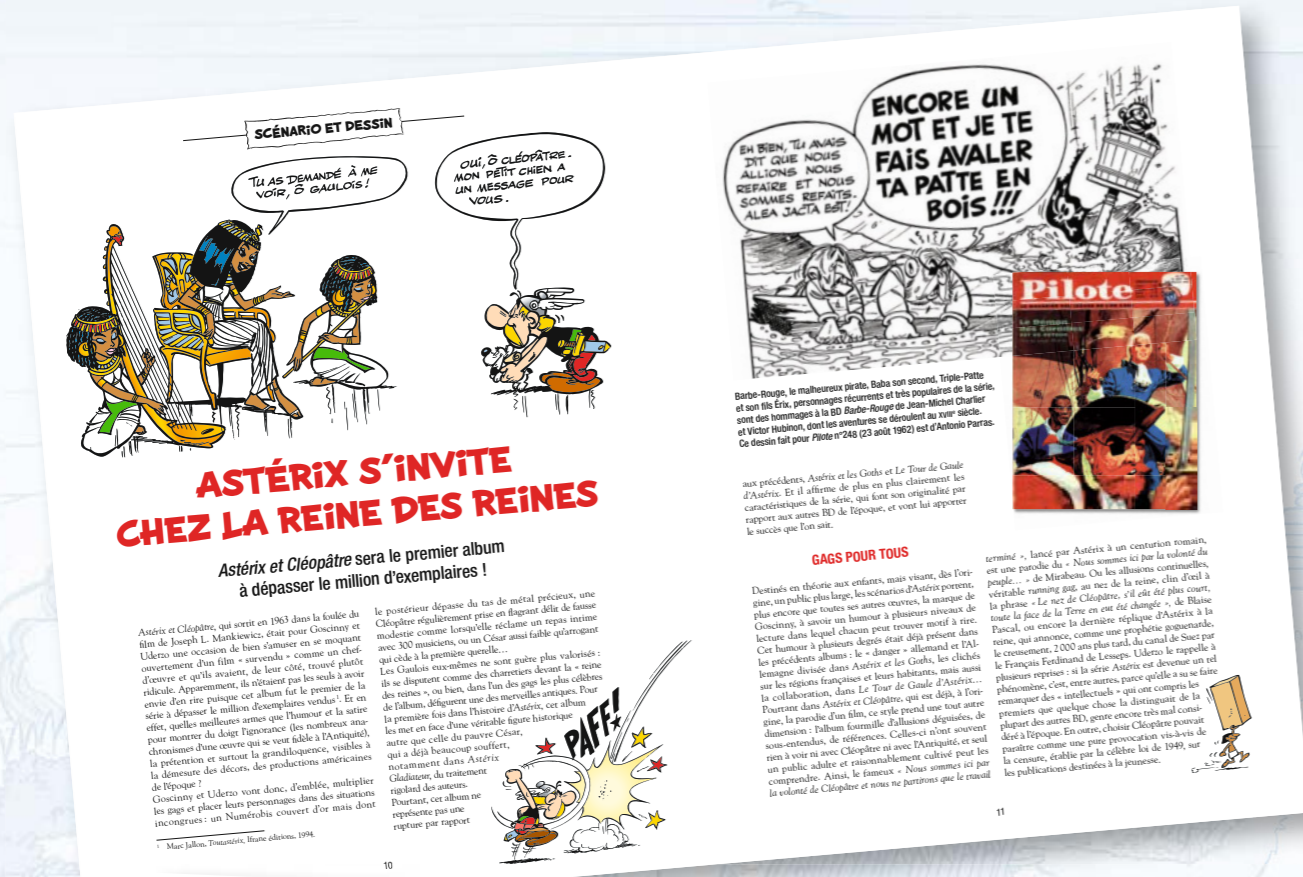 SCÉNARiO ET DESSiN
TU AS DEMANDÉ À ME
VOIR, Ô GAULOIS !
OUi, Ô CLÉOPÂTRE.
MON PETIT CHIEN A
UN MESSAGE POUR
VOUS.
ASTÉRiX S'iNViTE
CHEZ LA REiNE DES REiNES
Astérix et Cléopâtre sera le premier album
à dépasser le million d'exemplaires !
Astérix et Cléopâtre, qui sortit en 1963 dans la foulée du
film de Joseph L. Mankiewicz, était pour Goscinny et
Uderzo une occasion de bien s'amuser en se moquant
ouvertement d'un film « survendu » comme un chef-
d'œuvre et qu'ils avaient, de leur côté, trouvé plutôt
ridicule. Apparemment, ils n'étaient pas les seuls à avoir
envie d'en rire puisque cet album fut le premier de la
série à dépasser le million d'exemplaires vendus¹. Et en
effet, quelles meilleures armes que l'humour et la satire
pour montrer du doigt l'ignorance (les nombreux ana-
chronismes d'une œuvre qui se veut fidèle à l'Antiquité),
la prétention et surtout la grandiloquence, visibles à
la démesure des décors, des productions américaines
de l'époque ?
Goscinny et Uderzo vont donc, d'emblée, multiplier
les gags et placer leurs personnages dans des situations
incongrues : un Numérobis couvert d'or mais dont
¹ Marc Jallon, Toutastérix, Ifrane éditions, 1994.
le postérieur dépasse du tas de métal précieux, une
Cléopâtre régulièrement prise en flagrant délit de fausse
modestie comme lorsqu'elle réclame un repas intime
avec 300 musiciens, ou un César aussi faible qu'arrogant
qui cède à la première querelle…
Les Gaulois eux-mêmes ne sont guère plus valorisés :
ils se disputent comme des charretiers devant la « reine
des reines », ou bien, dans l'un des gags les plus célèbres
de l'album, défigurent une des merveilles antiques. Pour
la première fois dans l'histoire d'Astérix, cet album
les met en face d'une véritable figure historique
autre que celle du pauvre César,
qui a déjà beaucoup souffert,
notamment dans Astérix
Gladiateur, du traitement
rigolard des auteurs.
Pourtant, cet album ne
représente pas une
rupture par rapport
PAFF!
10
EH BIEN, TU AVAIS
DIT QUE NOUS
ALLIONS NOUS
REFAIRE ET NOUS
SOMMES REFAITS.
ALEA JACTA EST!
ENCORE UN
MOT ET JE TE
FAIS AVALER
TA PATTE EN
BOIS !!!
Pilote
Le Démon
des Caraïbes
Barbe-Rouge, le malheureux pirate, Baba son second, Triple-Patte
et son fils Érix, personnages récurrents et très populaires de la série,
sont des hommages à la BD Barbe-Rouge de Jean-Michel Charlier
et Victor Hubinon, dont les aventures se déroulent au XVIIIᵉ siècle.
Ce dessin fait pour Pilote n°248 (23 août 1962) est d'Antonio Parras.
aux précédents, Astérix et les Goths et Le Tour de Gaule
d'Astérix. Et il affirme de plus en plus clairement les
caractéristiques de la série, qui font son originalité par
rapport aux autres BD de l'époque, et vont lui apporter
le succès que l'on sait.
GAGS POUR TOUS
Destinés en théorie aux enfants, mais visant, dès l'ori-
gine, un public plus large, les scénarios d'Astérix portent,
plus encore que toutes ses autres œuvres, la marque de
Goscinny, à savoir un humour à plusieurs niveaux de
lecture dans lequel chacun peut trouver motif à rire.
Cet humour à plusieurs degrés était déjà présent dans
les précédents albums : le « danger » allemand et l'Al-
lemagne divisée dans Astérix et les Goths, les clichés
sur les régions françaises et leurs habitants, mais aussi
la collaboration, dans Le Tour de Gaule d'Astérix…
Pourtant dans Astérix et Cléopâtre, qui est déjà, à l'ori-
gine, la parodie d'un film, ce style prend une tout autre
dimension : l'album fourmille d'allusions déguisées, de
sous-entendus, de références. Celles-ci n'ont souvent
rien à voir ni avec Cléopâtre ni avec l'Antiquité, et seul
un public adulte et raisonnablement cultivé peut les
comprendre. Ainsi, le fameux « Nous sommes ici par
la volonté de Cléopâtre et nous ne partirons que le travail
terminé », lancé par Astérix à un centurion romain,
est une parodie du « Nous sommes ici par la volonté du
peuple… » de Mirabeau. Ou les allusions continuelles,
véritable running gag, au nez de la reine, clin d'œil à
la phrase « Le nez de Cléopâtre, s'il eût été plus court,
toute la face de la Terre en eut été changée », de Blaise
Pascal, ou encore la dernière réplique d'Astérix à la
reine, qui annonce, comme une prophétie goguenarde,
le creusement, 2 000 ans plus tard, du canal de Suez par
le Français Ferdinand de Lesseps. Uderzo le rappelle à
plusieurs reprises : si la série Astérix est devenue un tel
phénomène, c'est, entre autres, parce qu'elle a su se faire
remarquer des « intellectuels » qui ont compris les
premiers que quelque chose la distinguait de la
plupart des autres BD, genre encore très mal consi-
déré à l'époque. En outre, choisir Cléopâtre pouvait
paraître comme une pure provocation vis-à-vis de
la censure, établie par la célèbre loi de 1949, sur
les publications destinées à la jeunesse.
11